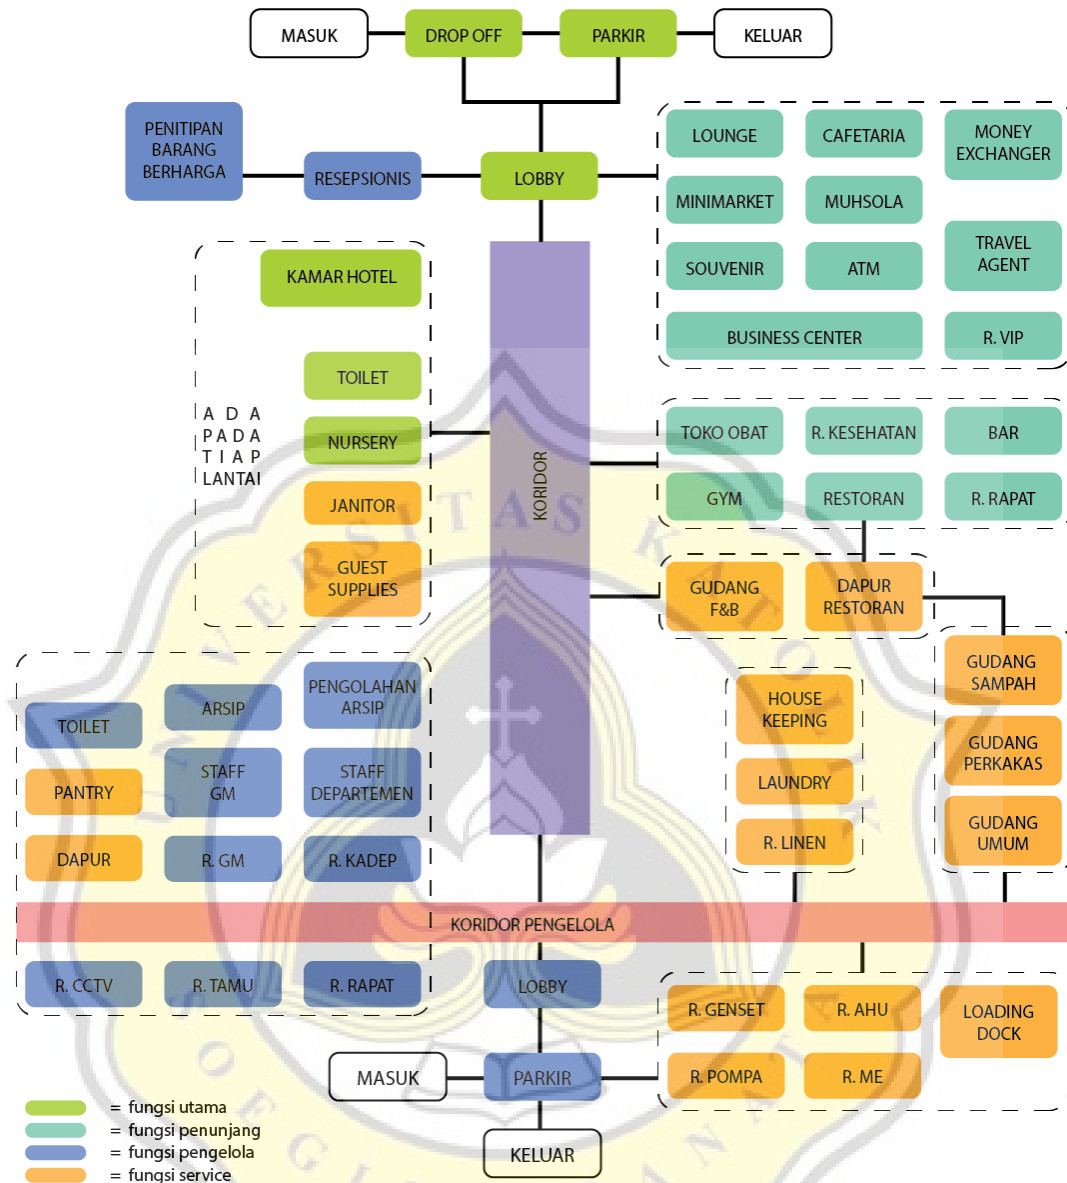 MASUK
DROP OFF
PARKIR
KELUAR
PENITIPAN
BARANG
BERHARGA
RESEPSIONIS
LOBBY
LOUNGE
CAFETARIA
MONEY
EXCHANGER
MINIMARKET
MUHSOLA
SOUVENIR
ATM
TRAVEL
AGENT
BUSINESS CENTER
R. VIP
KAMAR HOTEL
TOILET
NURSERY
JANITOR
GUEST
SUPPLIES
A D A
PADA
T I A P
LANTAI
KORIDOR
TOKO OBAT
R. KESEHATAN
BAR
GYM
RESTORAN
R. RAPAT
GUDANG
F&B
DAPUR
RESTORAN
GUDANG
SAMPAH
GUDANG
PERKAKAS
GUDANG
UMUM
HOUSE
KEEPING
LAUNDRY
R. LINEN
TOILET
ARSIP
PENGOLAHAN
ARSIP
PANTRY
STAFF
GM
STAFF
DEPARTEMEN
DAPUR
R. GM
R. KADEP
KORIDOR PENGELOLA
R. CCTV
R. TAMU
R. RAPAT
LOBBY
R. GENSET
R. AHU
LOADING
DOCK
R. POMPA
R. ME
MASUK
PARKIR
KELUAR
= fungsi utama
= fungsi penunjang
= fungsi pengelola
= fungsi service
UNIVERSITAS KATOLIK